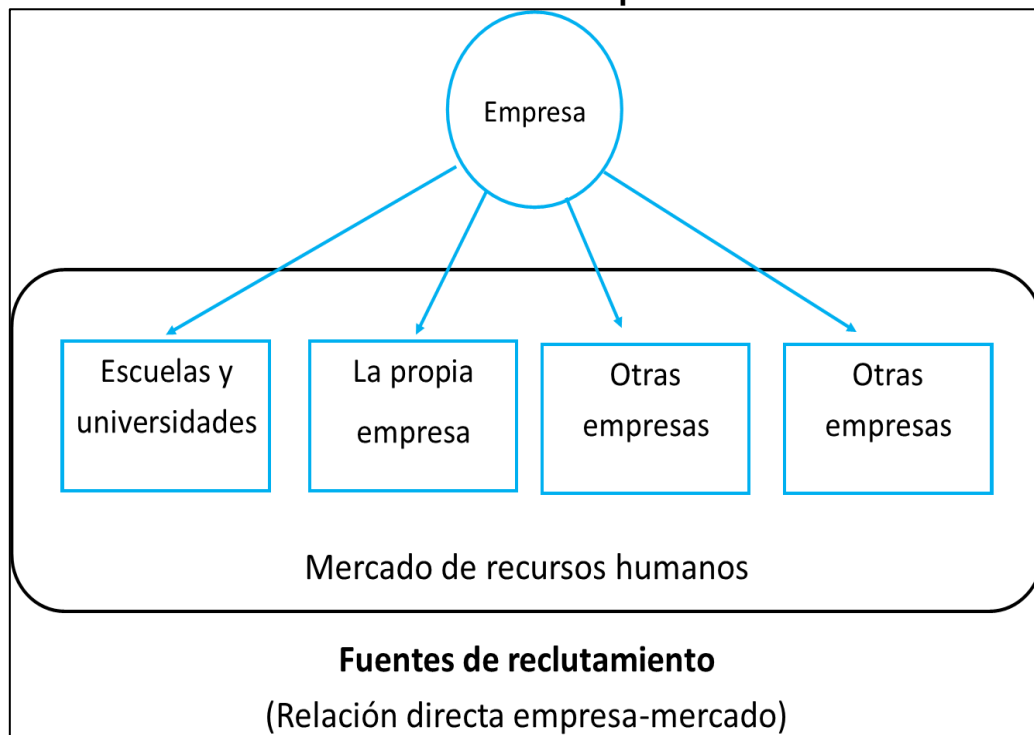 Empresa
Escuelas y
universidades
La propia
empresa
Otras
empresas
Otras
empresas
Mercado de recursos humanos
Fuentes de reclutamiento
(Relación directa empresa-mercado)